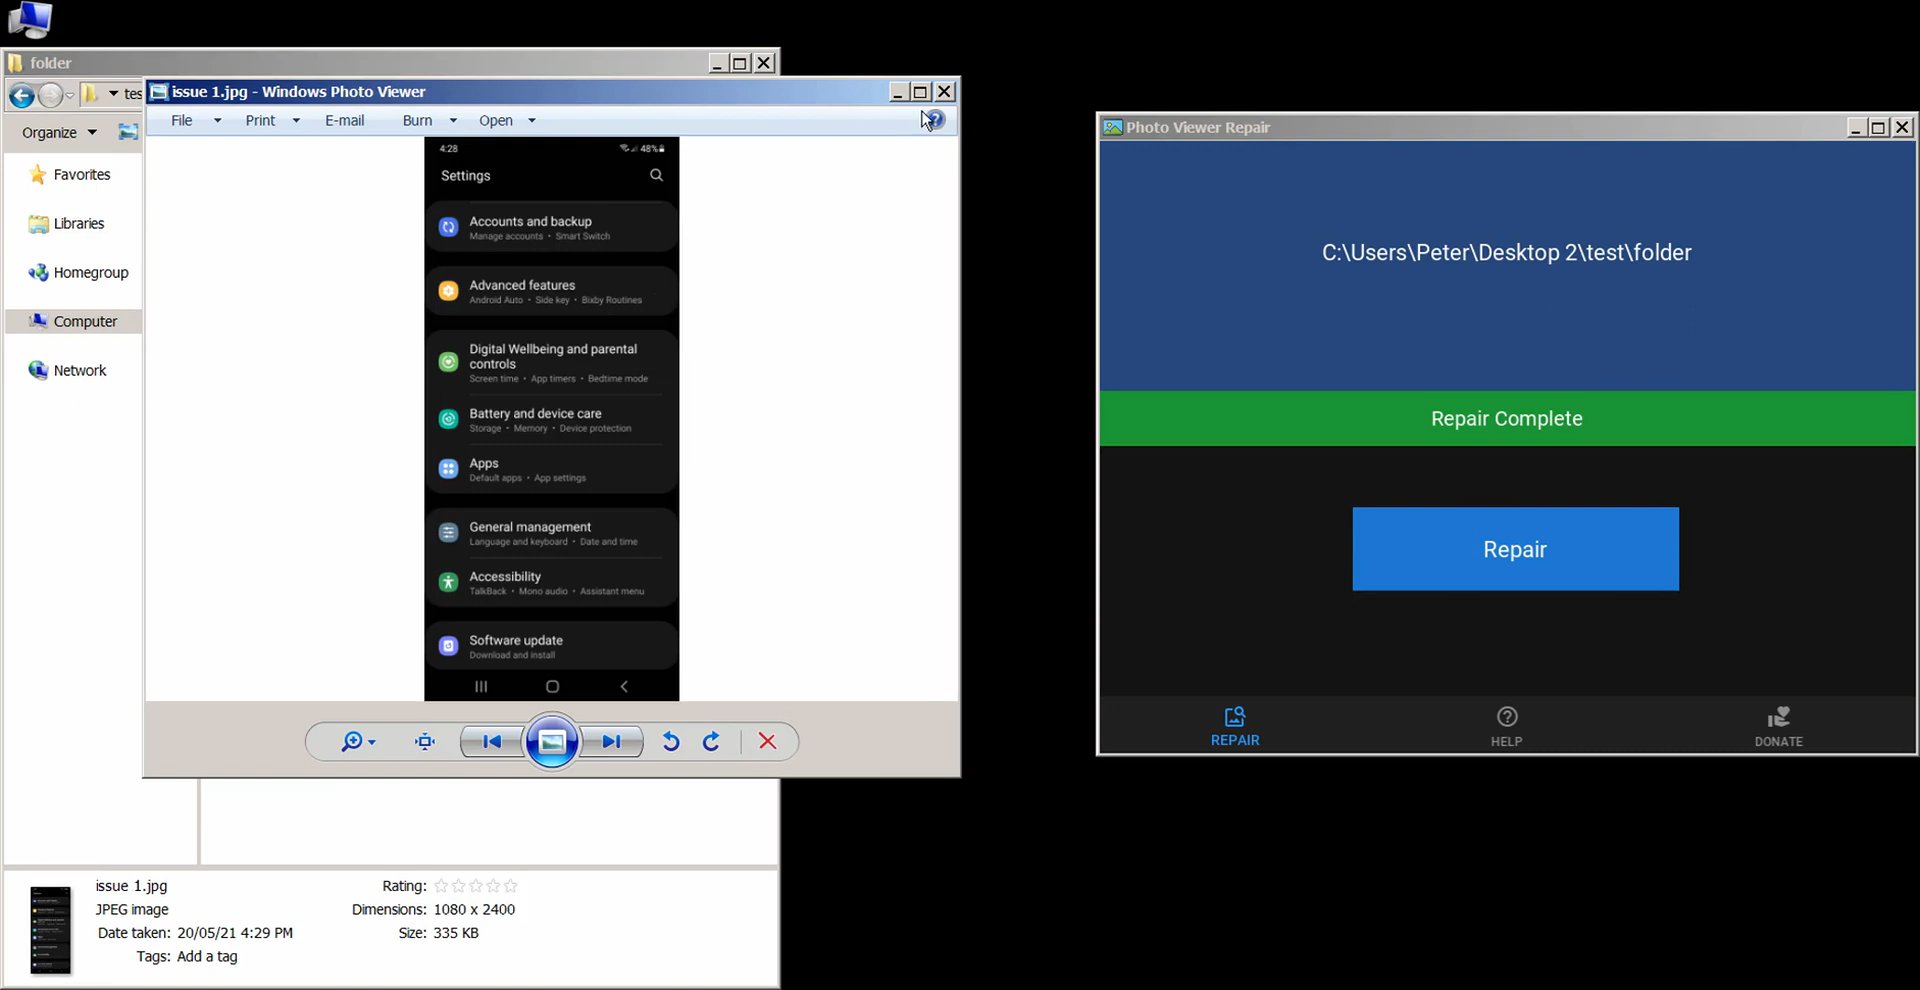 folder
tes
Organize
Favorites
Libraries
Homegroup
Computer
Network
issue 1.jpg - Windows Photo Viewer
File
Print
E-mail
Burn
Open
4:28
48%
Settings
Accounts and backup
Manage accounts • Smart Switch
Advanced features
Android Auto • Side key • Bixby Routines
Digital Wellbeing and parental
controls
Screen time • App timers • Bedtime mode
Battery and device care
Storage • Memory • Device protection
Apps
Default apps • App settings
General management
Language and keyboard • Date and time
Accessibility
TalkBack • Mono audio • Assistant menu
Software update
Download and install
issue 1.jpg
JPEG image
Date taken: 20/05/21 4:29 PM
Tags: Add a tag
Rating:
Dimensions: 1080 x 2400
Size: 335 KB
Photo Viewer Repair
C:\Users\Peter\Desktop 2\test\folder
Repair Complete
Repair
REPAIR
HELP
DONATE